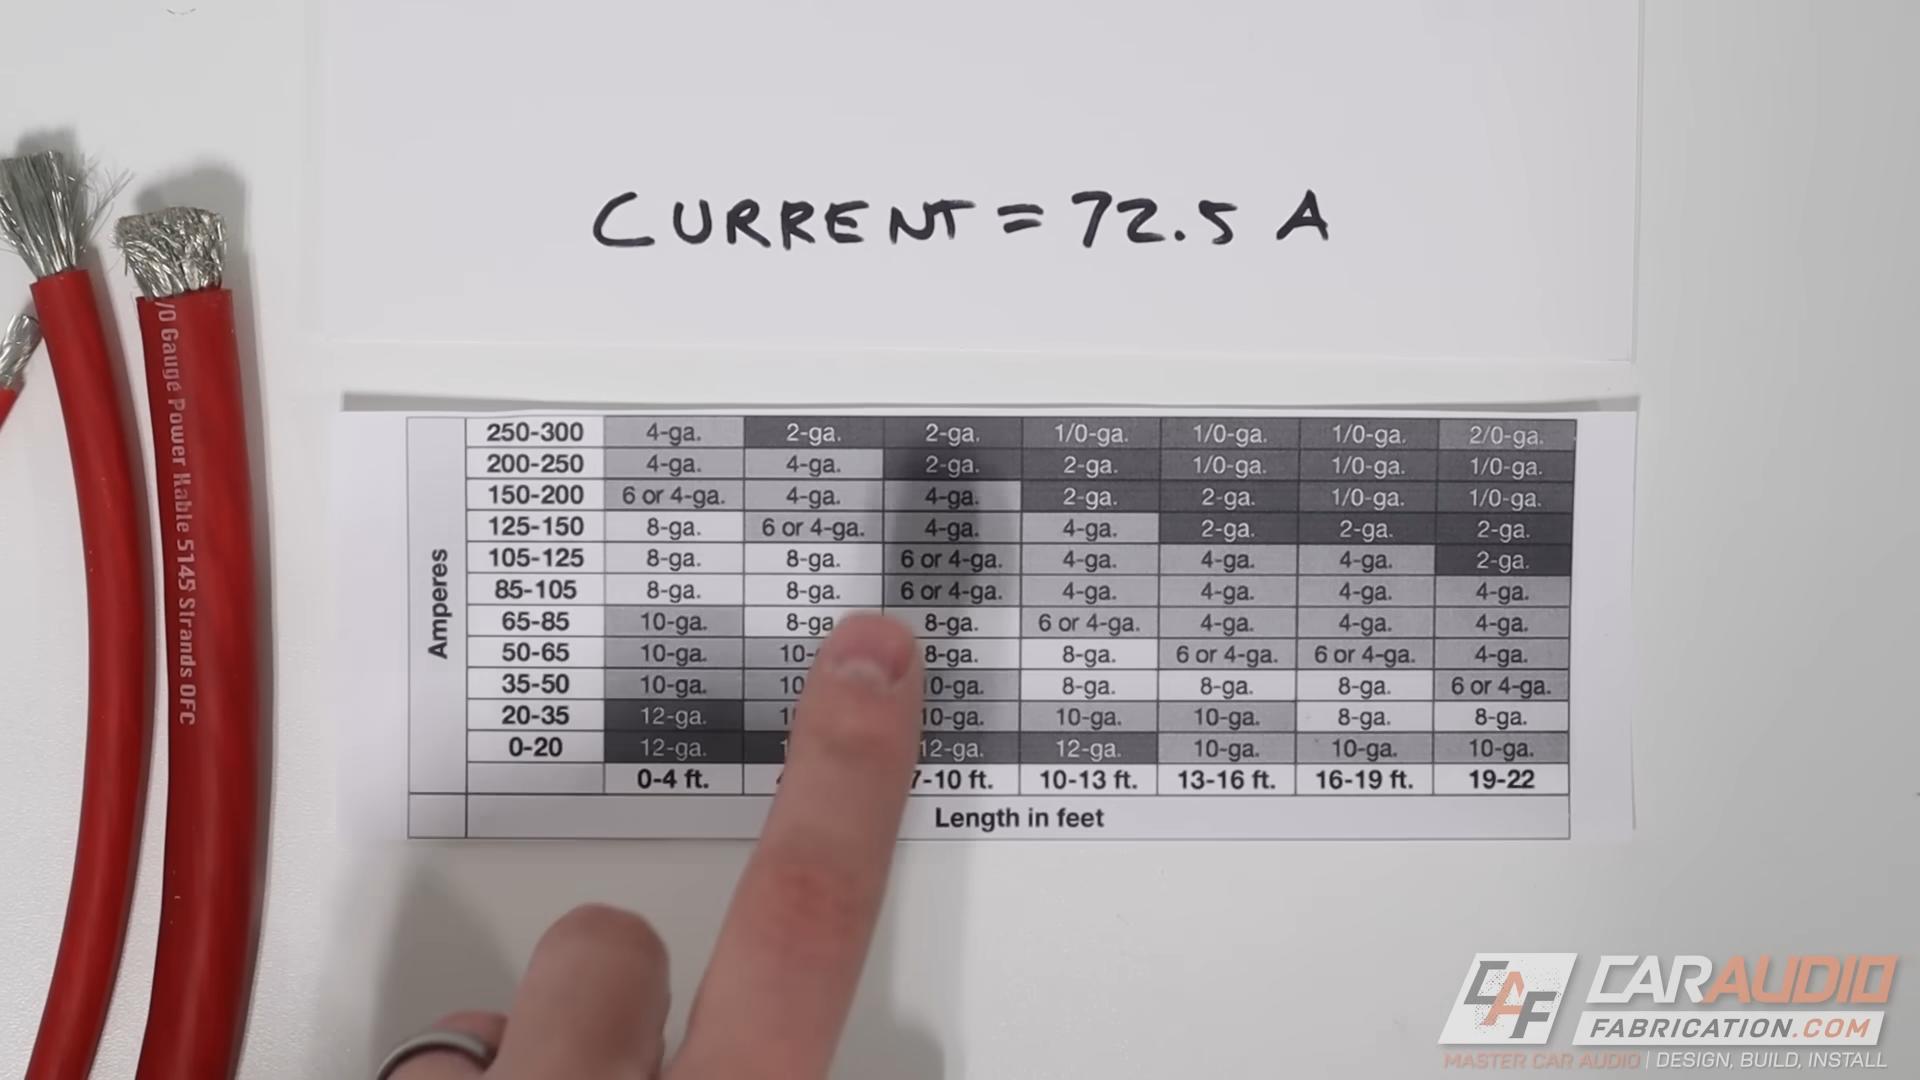 CURRENT = 72.5 A
/0 Gauge Power Kable 5145 Strands OFC
Amperes
250-300 4-ga. 2-ga. 2-ga. 1/0-ga. 1/0-ga. 1/0-ga. 2/0-ga.
200-250 4-ga. 4-ga. 2-ga. 2-ga. 1/0-ga. 1/0-ga. 1/0-ga.
150-200 6 or 4-ga. 4-ga. 4-ga. 2-ga. 2-ga. 1/0-ga. 1/0-ga.
125-150 8-ga. 6 or 4-ga. 4-ga. 4-ga. 2-ga. 2-ga. 2-ga.
105-125 8-ga. 8-ga. 6 or 4-ga. 4-ga. 4-ga. 4-ga. 2-ga.
85-105 8-ga. 8-ga. 6 or 4-ga. 4-ga. 4-ga. 4-ga. 4-ga.
65-85 10-ga. 8-ga 8-ga. 6 or 4-ga. 4-ga. 4-ga. 4-ga.
50-65 10-ga. 10- 8-ga. 8-ga. 6 or 4-ga. 6 or 4-ga. 4-ga.
35-50 10-ga. 10 0-ga. 8-ga. 8-ga. 8-ga. 6 or 4-ga.
20-35 12-ga. 10-ga. 10-ga. 10-ga. 8-ga. 8-ga.
0-20 12-ga. 12-ga. 12-ga. 10-ga. 10-ga. 10-ga.
0-4 ft. 7-10 ft. 10-13 ft. 13-16 ft. 16-19 ft. 19-22
Length in feet
CAF CARAUDIO
FABRICATION.COM
MASTER CAR AUDIO | DESIGN, BUILD, INSTALL